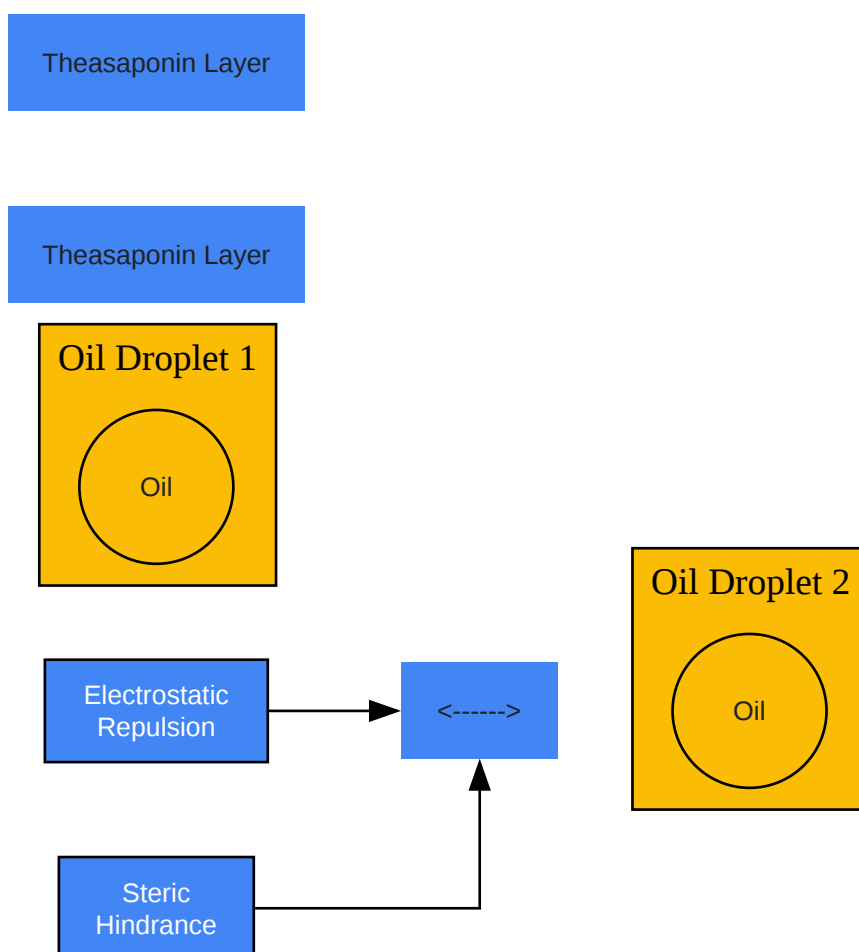 Theasaponin Layer
Theasaponin Layer
Oil Droplet 1
Oil
Oil Droplet 2
Oil
Electrostatic
Repulsion
<------>
Steric
Hindrance